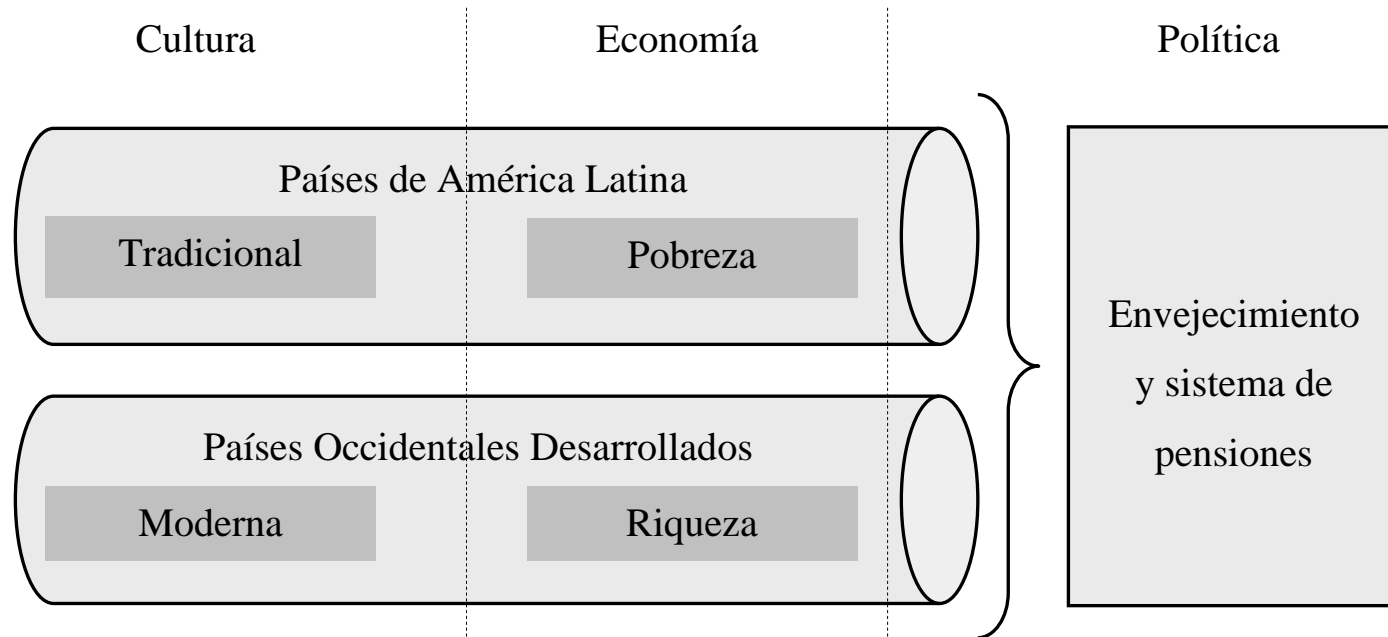 Cultura
Economía
Política
Países de América Latina
Tradicional
Pobreza
Países Occidentales Desarrollados
Moderna
Riqueza
Envejecimiento
y sistema de
pensiones